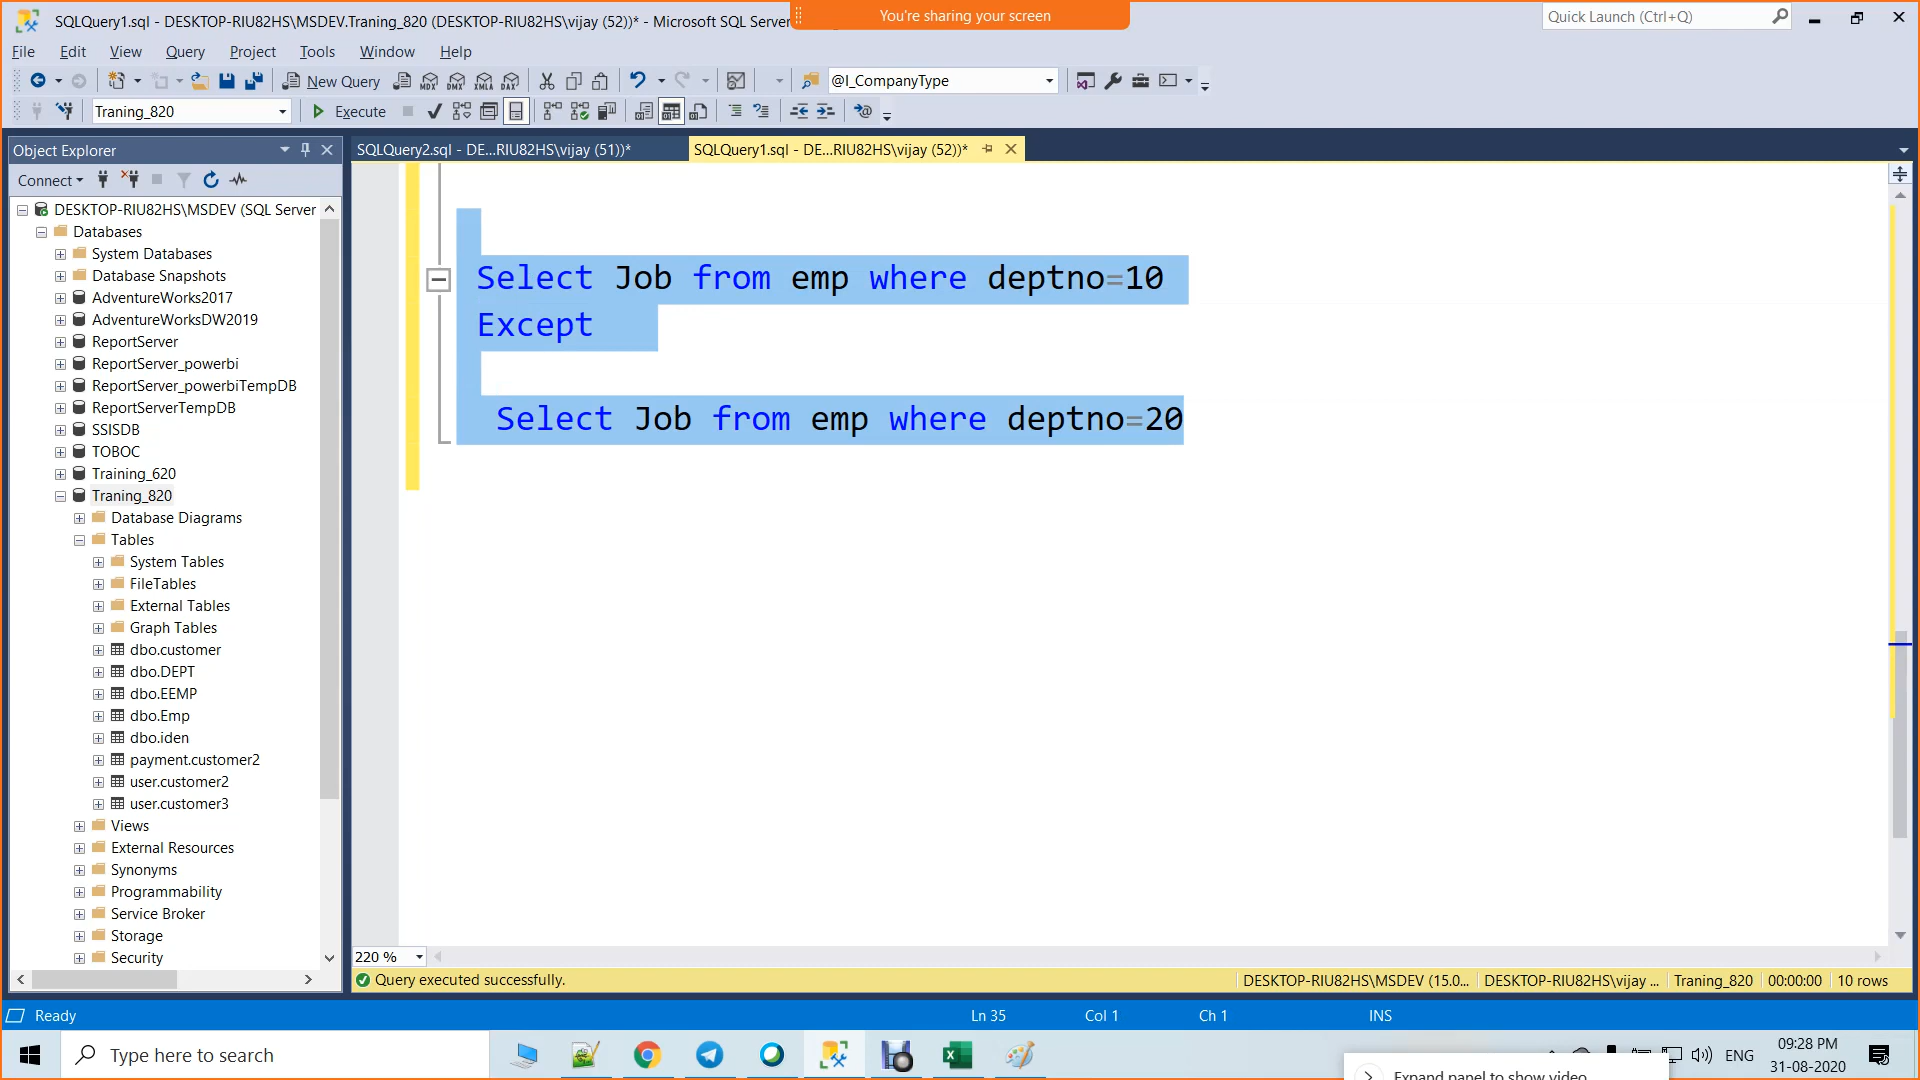 SQLQuery1.sql - DESKTOP-RIU82HS\MSDEV.Traning_820 (DESKTOP-RIU82HS\vijay (52))* - Microsoft SQL Server
You're sharing your screen
Quick Launch (Ctrl+Q)
File Edit View Query Project Tools Window Help
New Query MDX DMX XMLA DAX @I_CompanyType
Traning_820 Execute
Object Explorer
SQLQuery2.sql - DE...RIU82HS\vijay (51))*
SQLQuery1.sql - DE...RIU82HS\vijay (52))*
Connect
DESKTOP-RIU82HS\MSDEV (SQL Server
Databases
System Databases
Database Snapshots
AdventureWorks2017
AdventureWorksDW2019
ReportServer
ReportServer_powerbi
ReportServer_powerbiTempDB
ReportServerTempDB
SSISDB
TOBOC
Training_620
Traning_820
Database Diagrams
Tables
System Tables
FileTables
External Tables
Graph Tables
dbo.customer
dbo.DEPT
dbo.EEMP
dbo.Emp
dbo.iden
payment.customer2
user.customer2
user.customer3
Views
External Resources
Synonyms
Programmability
Service Broker
Storage
Security
Select Job from emp where deptno=10
Except
Select Job from emp where deptno=20
220 %
Query executed successfully.
DESKTOP-RIU82HS\MSDEV (15.0...
DESKTOP-RIU82HS\vijay ...
Traning_820
00:00:00
10 rows
Ready
Ln 35
Col 1
Ch 1
INS
Type here to search
ENG
09:28 PM
31-08-2020
Expand panel to show video